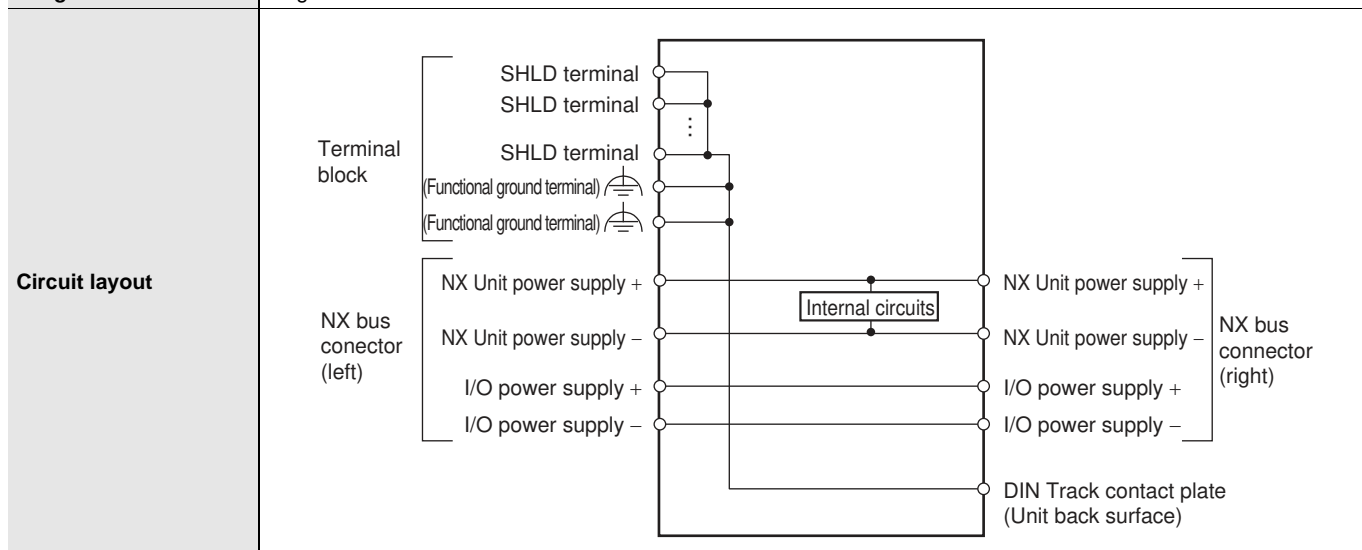 Circuit layout
Terminal
block
SHLD terminal
SHLD terminal
⋮
SHLD terminal
(Functional ground terminal)
(Functional ground terminal)
NX bus
conector
(left)
NX Unit power supply +
NX Unit power supply −
I/O power supply +
I/O power supply −
Internal circuits
NX Unit power supply +
NX Unit power supply −
I/O power supply +
I/O power supply −
NX bus
connector
(right)
DIN Track contact plate
(Unit back surface)